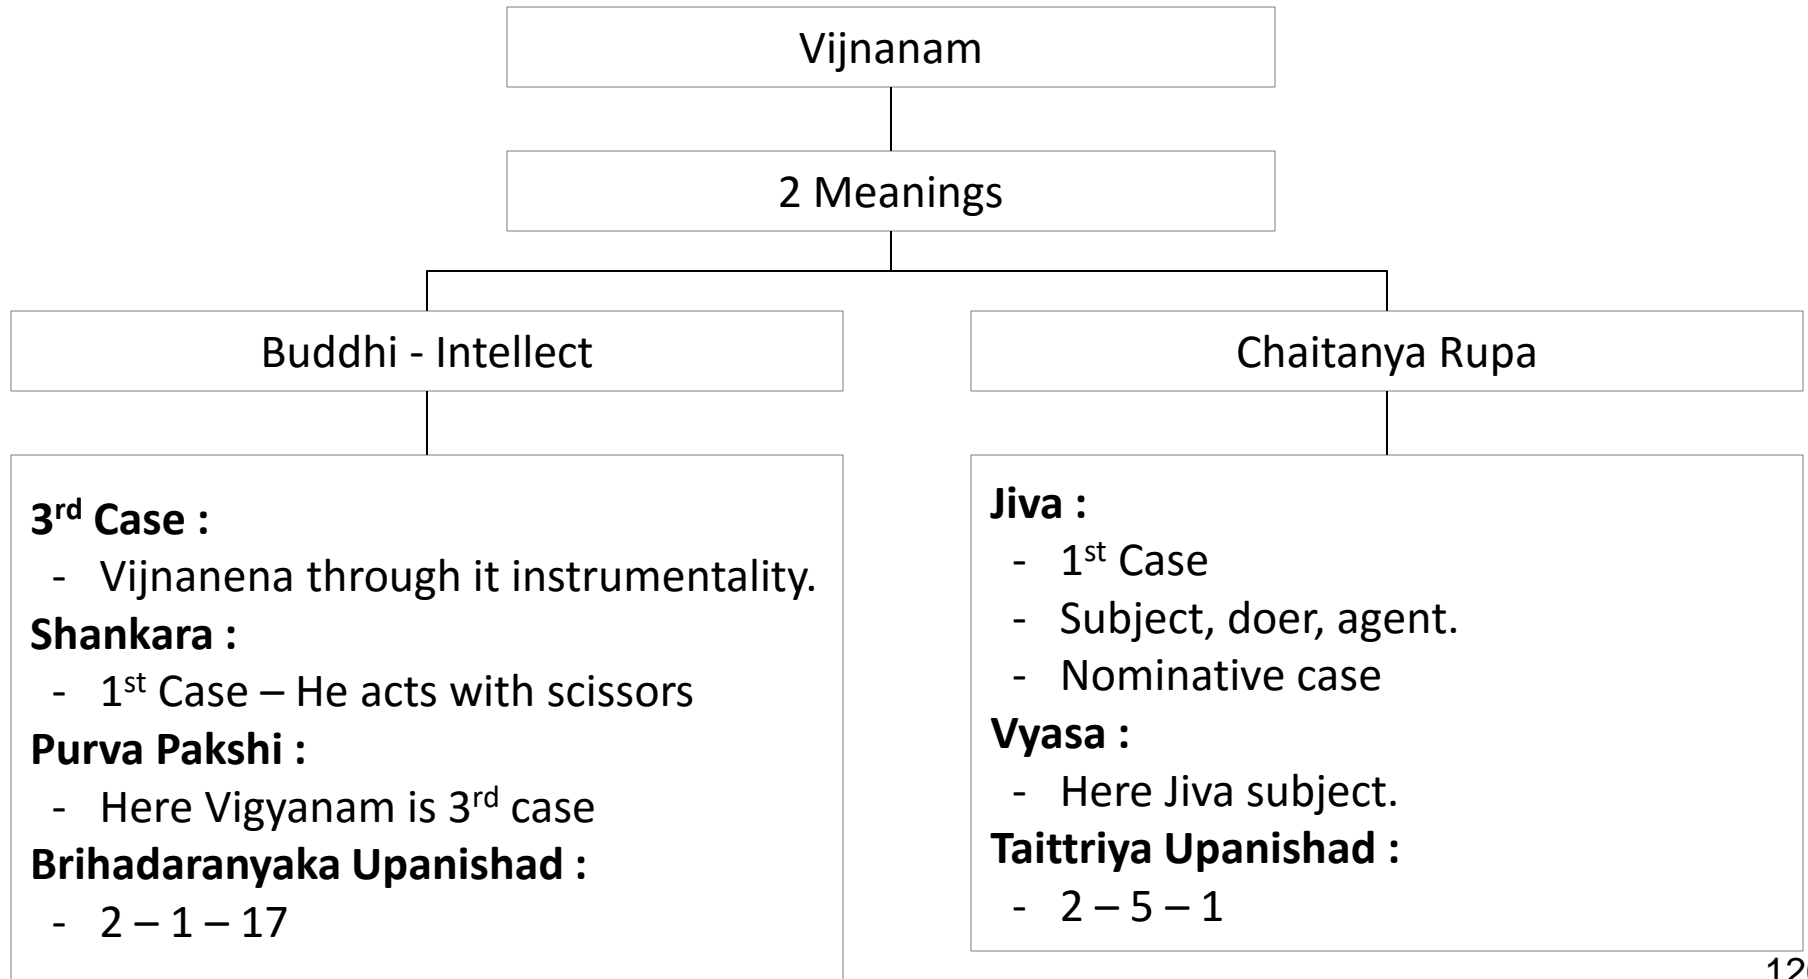 Vijnanam
2 Meanings
Buddhi - Intellect
Chaitanya Rupa
3rd Case :
- Vijnanena through it instrumentality.
Shankara :
- 1st Case – He acts with scissors
Purva Pakshi :
- Here Vigyanam is 3rd case
Brihadaranyaka Upanishad :
- 2 – 1 – 17
Jiva :
- 1st Case
- Subject, doer, agent.
- Nominative case
Vyasa :
- Here Jiva subject.
Taittriya Upanishad :
- 2 – 5 – 1